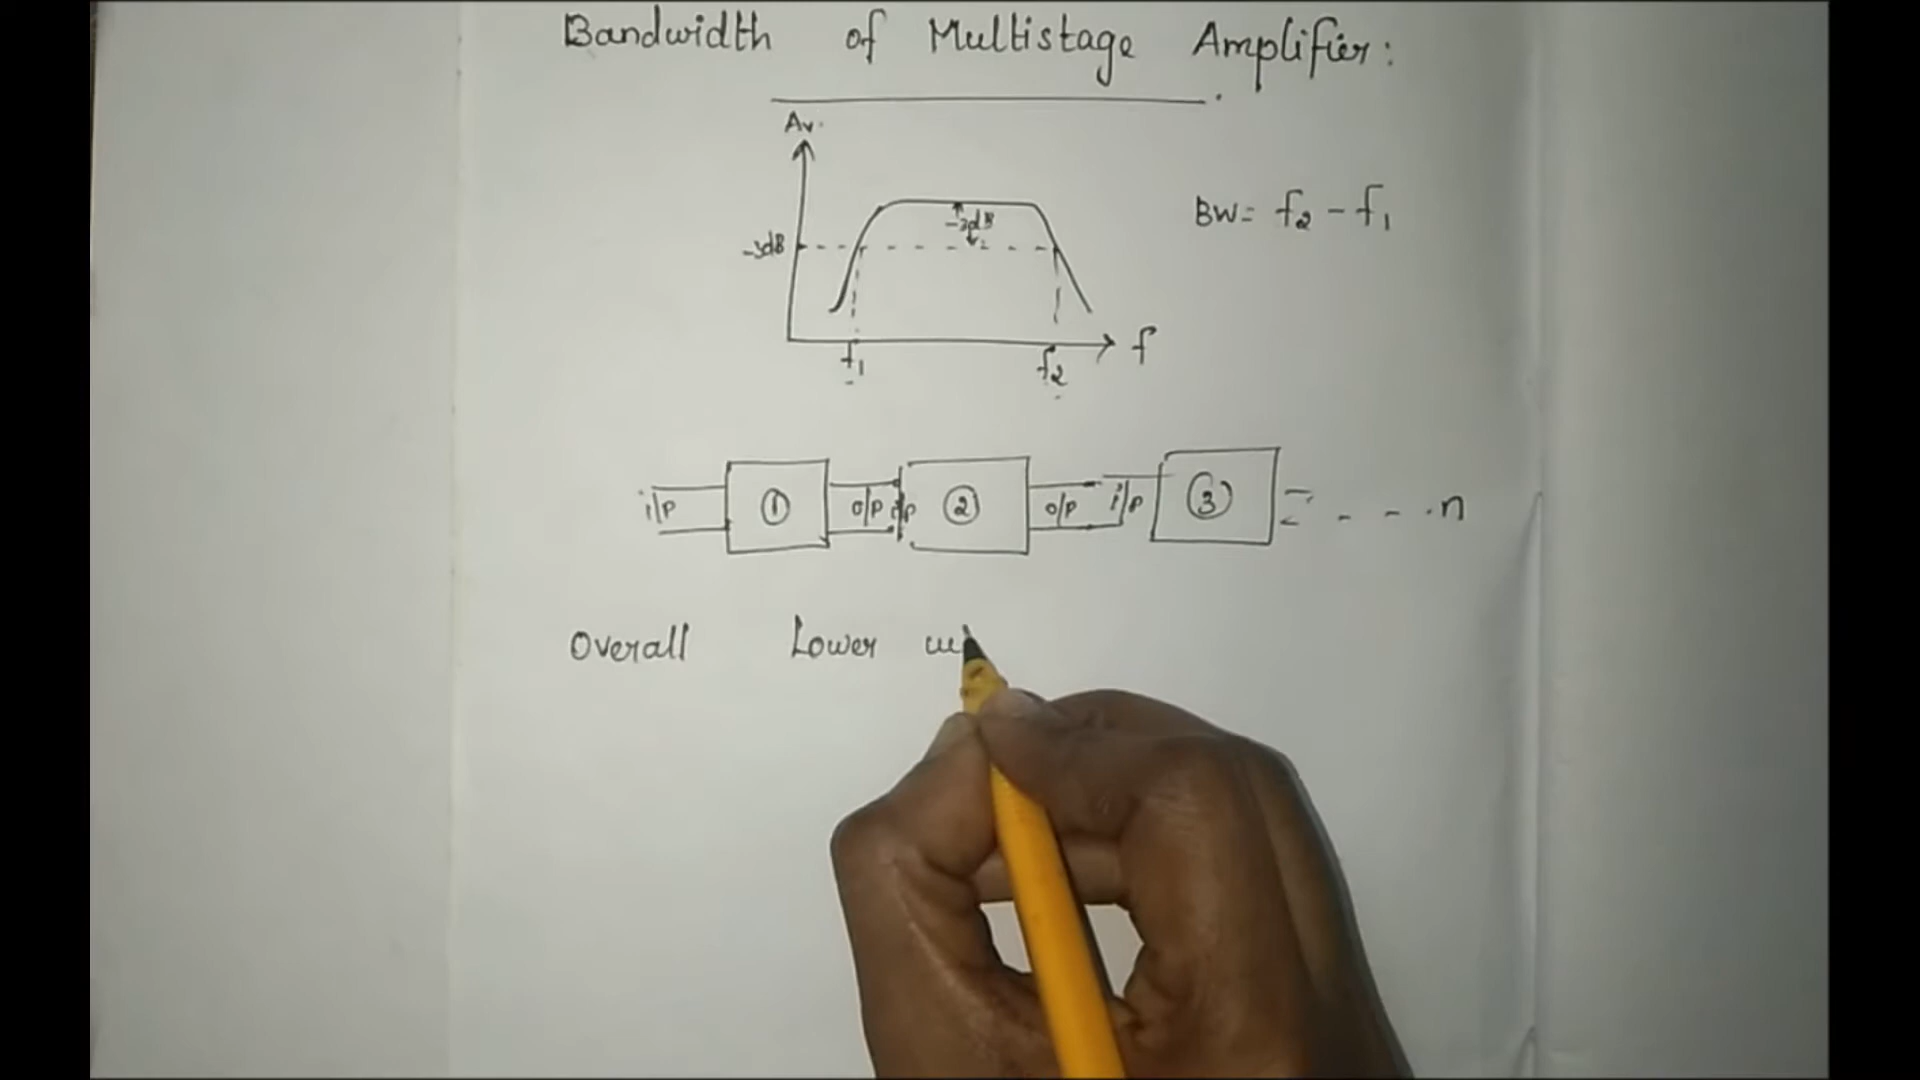 Bandwidth of Multistage Amplifier:
Av.
-3dB
-3dB
f1 f2
f
BW= f2 - f1
i/p ① o/p i/p ② o/p i/p ③ - - - . n
Overall Lower